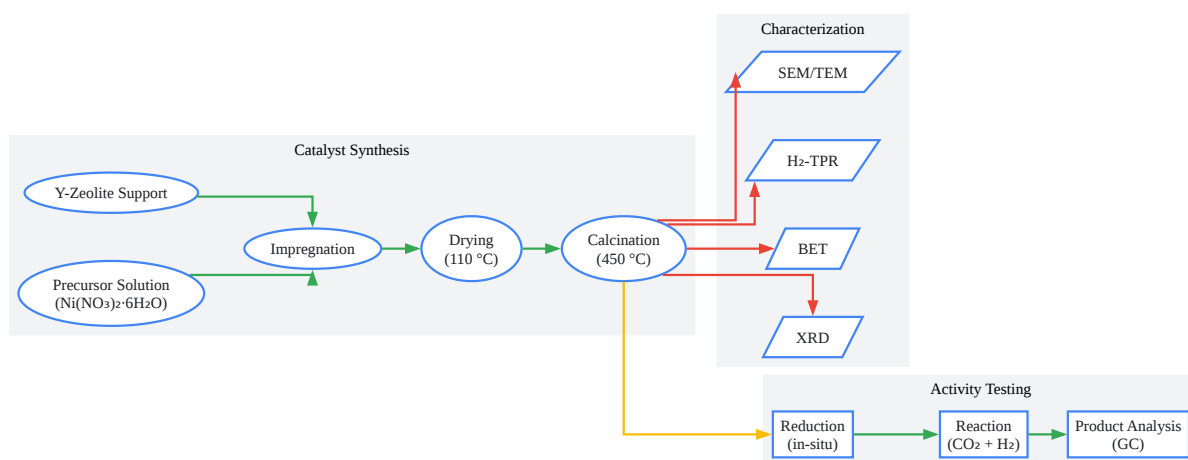 Characterization
SEM/TEM
H₂-TPR
BET
XRD
Catalyst Synthesis
Y-Zeolite Support
Precursor Solution
(Ni(NO₃)₂·6H₂O)
Impregnation
Drying
(110 °C)
Calcination
(450 °C)
Activity Testing
Reduction
(in-situ)
Reaction
(CO₂ + H₂)
Product Analysis
(GC)